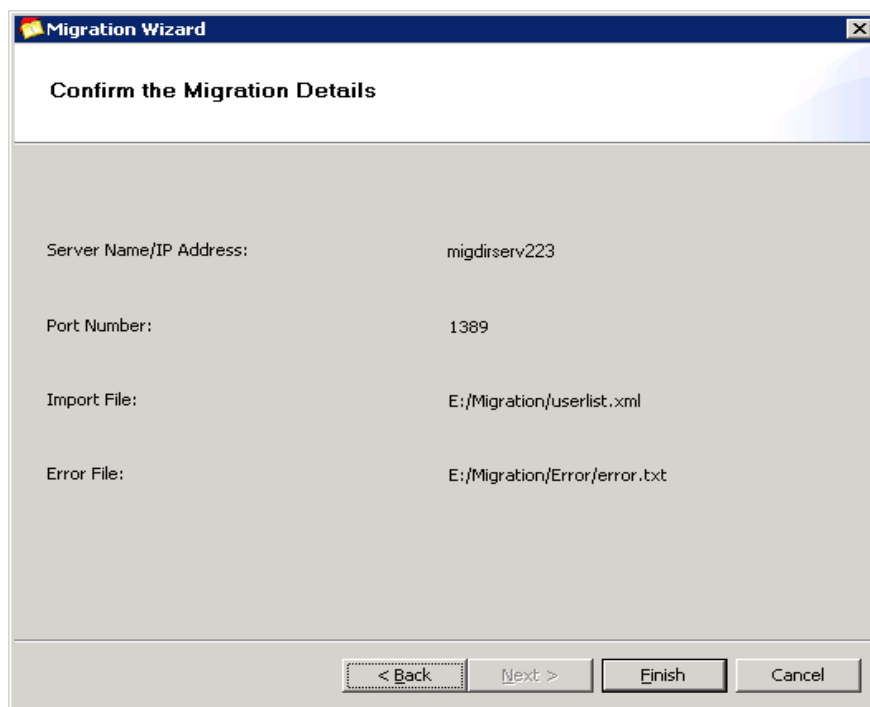 Migration Wizard
Confirm the Migration Details
Server Name/IP Address: migdirserv223
Port Number: 1389
Import File: E:/Migration/userlist.xml
Error File: E:/Migration/Error/error.txt
< Back Next > Finish Cancel